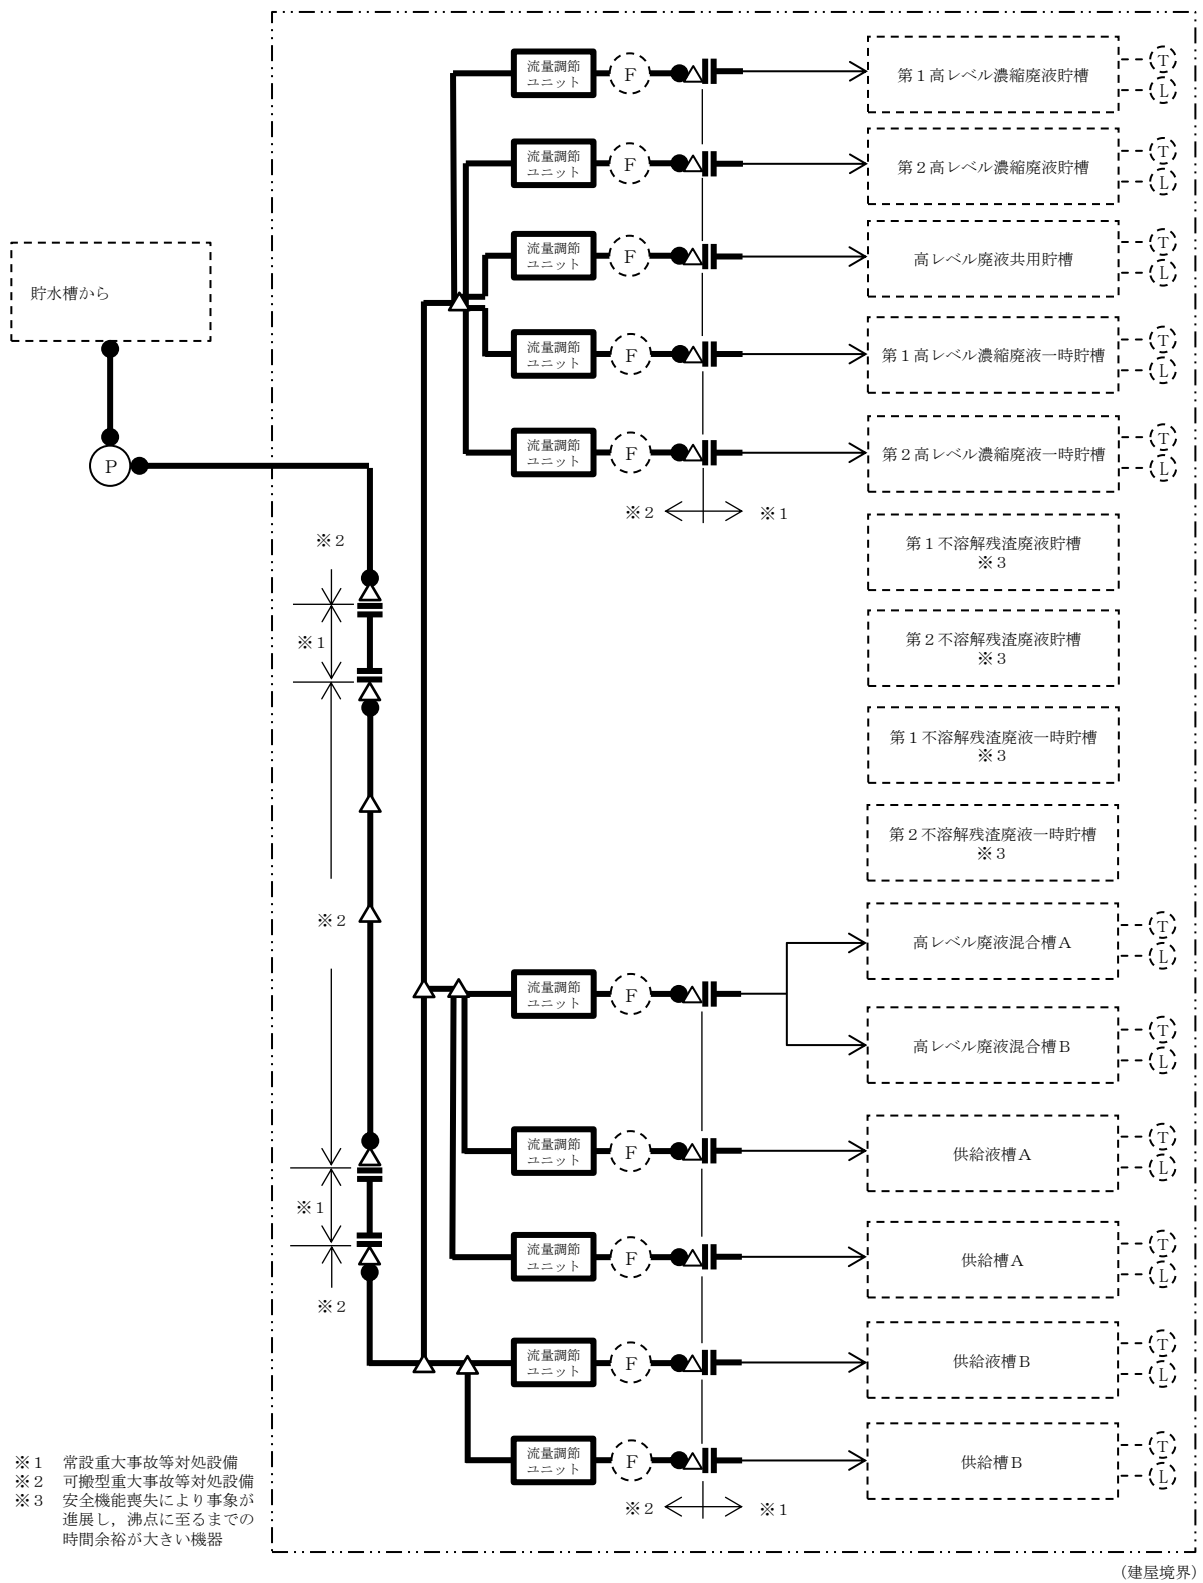 流量調節
ユニット
F
第１高レベル濃縮廃液貯槽
T
L
流量調節
ユニット
F
第２高レベル濃縮廃液貯槽
T
L
流量調節
ユニット
F
高レベル廃液共用貯槽
T
L
貯水槽から
流量調節
ユニット
F
第１高レベル濃縮廃液一時貯槽
T
L
流量調節
ユニット
F
第２高レベル濃縮廃液一時貯槽
T
L
P
※２
※１
※２
第１不溶解残渣廃液貯槽
※３
※１
第２不溶解残渣廃液貯槽
※３
第１不溶解残渣廃液一時貯槽
※３
第２不溶解残渣廃液一時貯槽
※３
※２
高レベル廃液混合槽Ａ
T
L
流量調節
ユニット
F
高レベル廃液混合槽Ｂ
T
L
流量調節
ユニット
F
供給液槽Ａ
T
L
※１
流量調節
ユニット
F
供給槽Ａ
T
L
※２
流量調節
ユニット
F
供給液槽Ｂ
T
L
流量調節
ユニット
F
供給槽Ｂ
T
L
※２
※１
※１　常設重大事故等対処設備
※２　可搬型重大事故等対処設備
※３　安全機能喪失により事象が
進展し，沸点に至るまでの
時間余裕が大きい機器
（建屋境界）